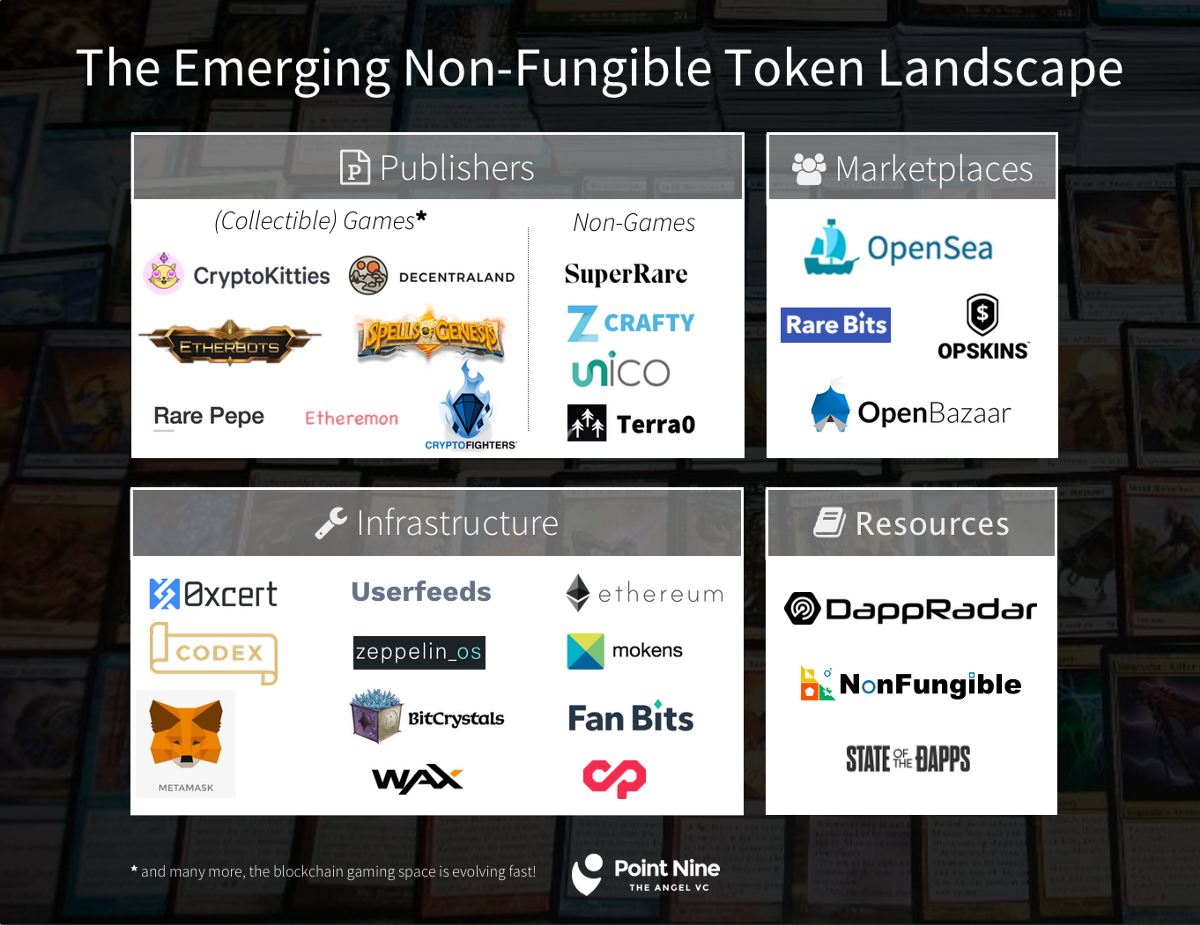 The Emerging Non-Fungible Token Landscape
Publishers
(Collectible) Games*
Non-Games
CryptoKitties
DECENTRALAND
ETHERBOTS
SPELLS OF GENESIS
Rare Pepe
Etheremon
CRYPTOFIGHTERS
SuperRare
CRAFTY
unico
Terra0
Marketplaces
OpenSea
Rare Bits
OPSKINS
OpenBazaar
Infrastructure
0xcert
Userfeeds
ethereum
CODEX
zeppelin_os
mokens
METAMASK
BitCrystals
Fan Bits
WAX
cp
Resources
DappRadar
NonFungible
STATE OF THE DAPPS
* and many more, the blockchain gaming space is evolving fast!
Point Nine
THE ANGEL VC